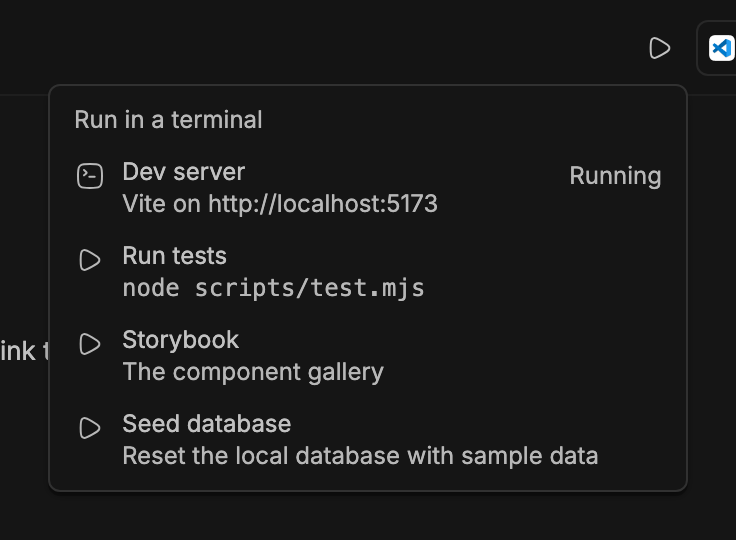 Run in a terminal
Dev server
Running
Vite on http://localhost:5173
Run tests
node scripts/test.mjs
ink t
Storybook
The component gallery
Seed database
Reset the local database with sample data